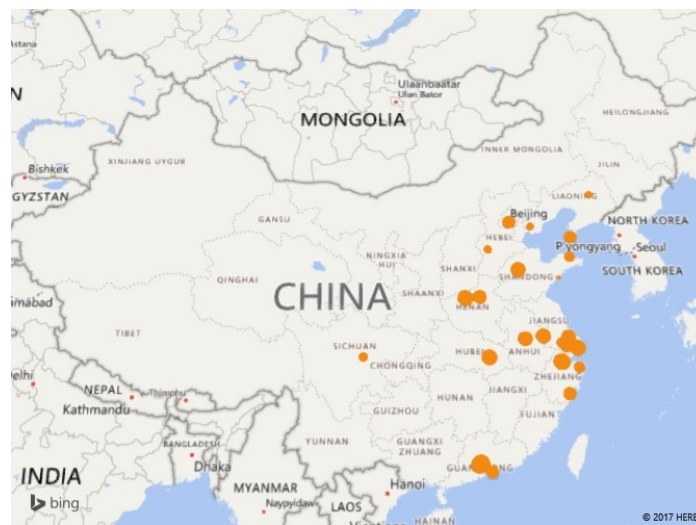 Astana
Ulaanbaatar
Ulan Bator
MONGOLIA
HEILONGJIANG
N
Bishkek
XINJIANG UYGUR
INNER MONGOLIA
JILIN
GYZSTAN
LIAONING
GANSU
Beijing
HEBEI
NORTH KOREA
P'yongyang
Seoul
NINGXIA
HUI
SHANXI
SHANDONG
SOUTH KOREA
QINGHAI
CHINA
SHAANXI
HENAN
JIANGSU
TIBET
SICHUAN
CHONGQING
HUBEI
ANHUI
ZHEJIANG
elhi
NEPAL
Thimphu
Kathmandu
HUNAN
JIANGXI
GUIZHOU
FUJIAN
BANGLADESH
Dhaka
YUNNAN
GUANGXI
ZHUANG
INDIA
MYANMAR
Naypyidaw
Hanoi
LAOS
HAINAN
bing
© 2017 HERE